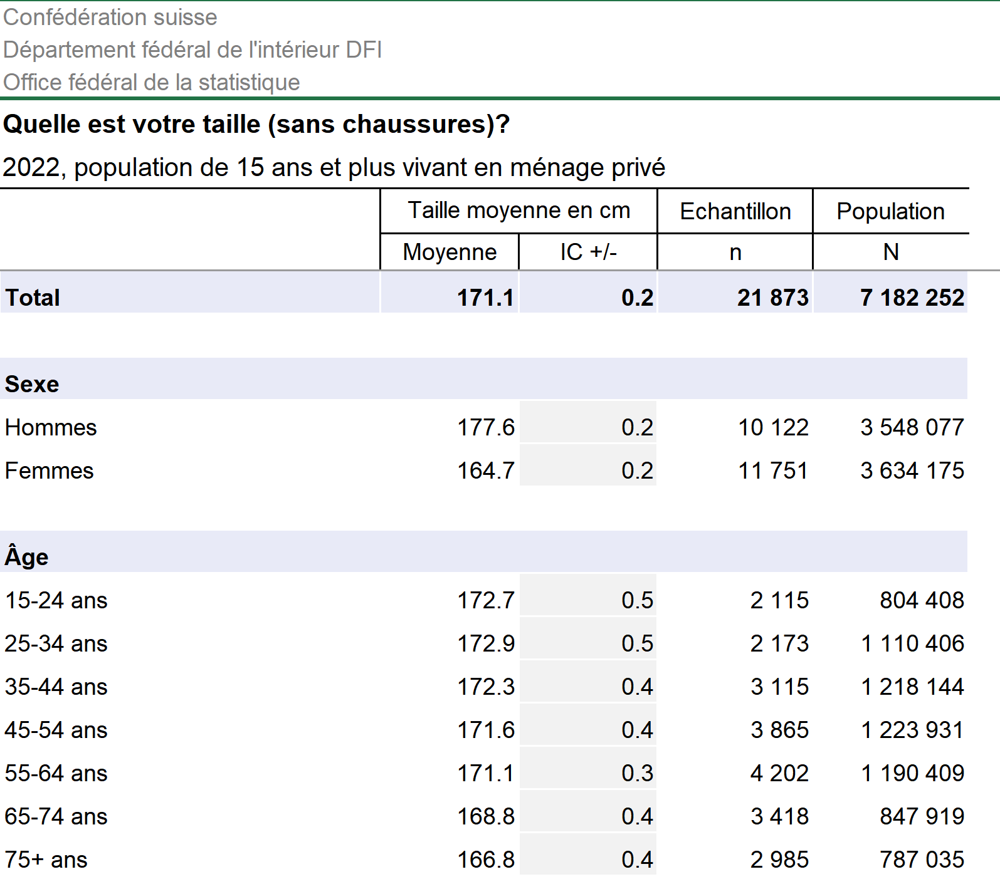 Confédération suisse
Département fédéral de l'intérieur DFI
Office fédéral de la statistique
Quelle est votre taille (sans chaussures)?
2022, population de 15 ans et plus vivant en ménage privé
Taille moyenne en cm Echantillon Population
Moyenne IC +/- n N
Total 171.1 0.2 21 873 7 182 252
Sexe
Hommes 177.6 0.2 10 122 3 548 077
Femmes 164.7 0.2 11 751 3 634 175
Âge
15-24 ans 172.7 0.5 2 115 804 408
25-34 ans 172.9 0.5 2 173 1 110 406
35-44 ans 172.3 0.4 3 115 1 218 144
45-54 ans 171.6 0.4 3 865 1 223 931
55-64 ans 171.1 0.3 4 202 1 190 409
65-74 ans 168.8 0.4 3 418 847 919
75+ ans 166.8 0.4 2 985 787 035